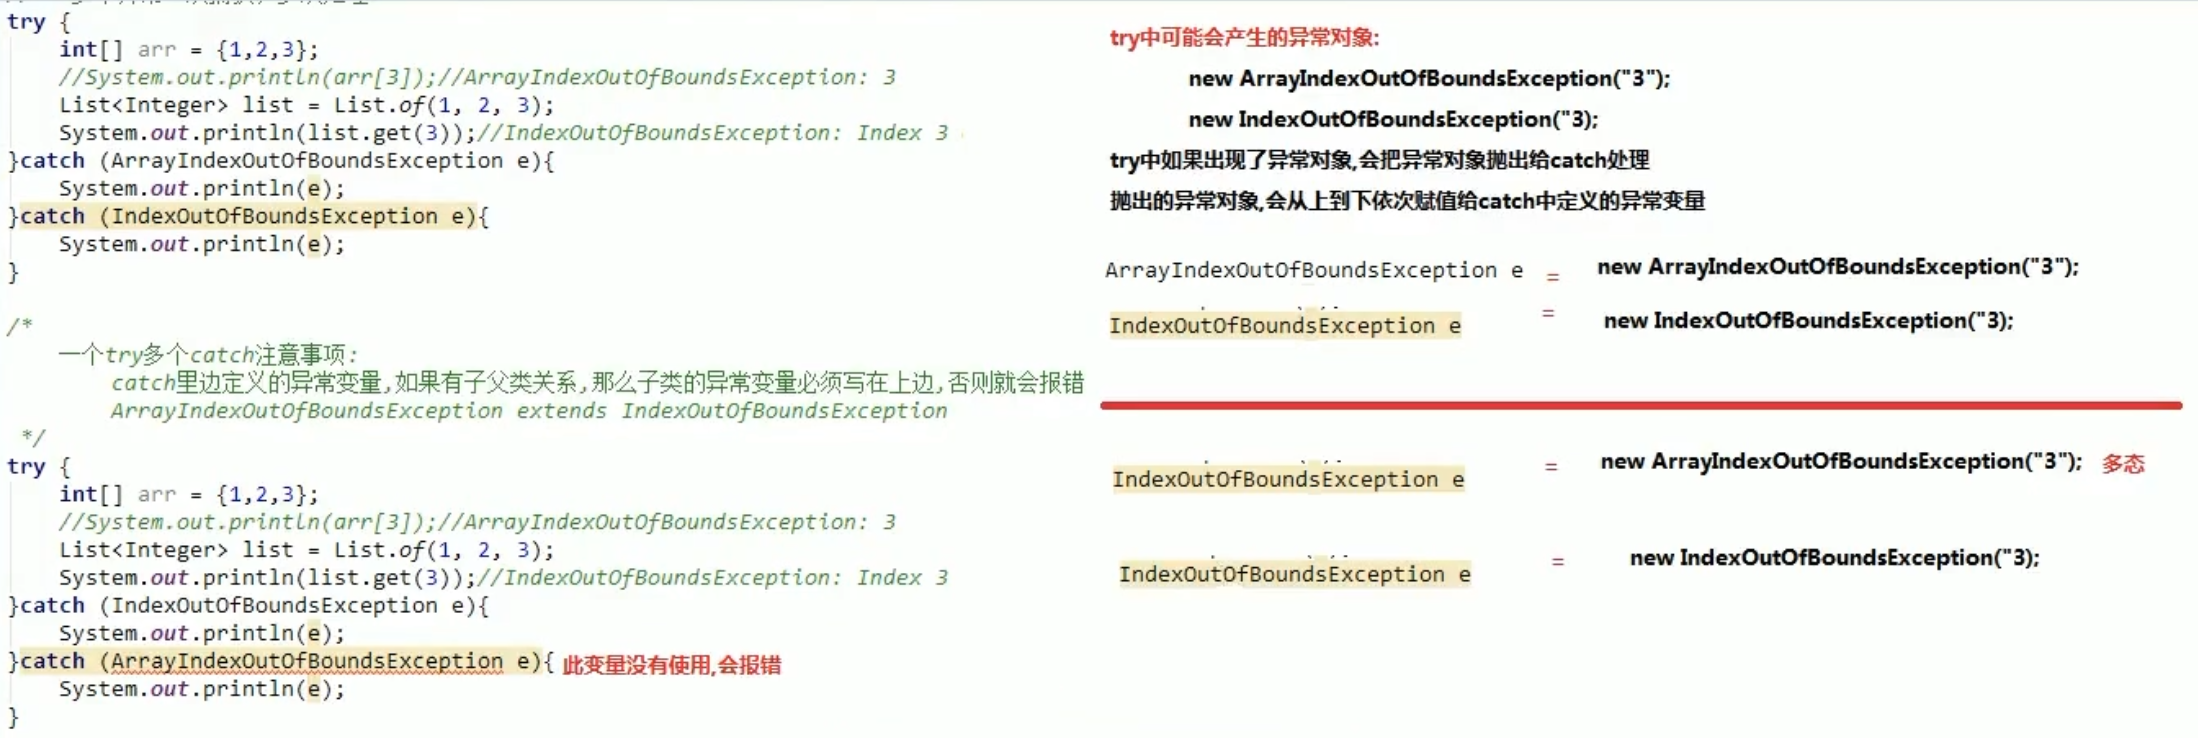 try {
int[] arr = {1,2,3};
//System.out.println(arr[3]);//ArrayIndexOutOfBoundsException: 3
List<Integer> list = List.of(1, 2, 3);
System.out.println(list.get(3));//IndexOutOfBoundsException: Index 3
}catch (ArrayIndexOutOfBoundsException e){
System.out.println(e);
}catch (IndexOutOfBoundsException e){
System.out.println(e);
}
/*
一个try多个catch注意事项:
catch里边定义的异常变量,如果有子父类关系,那么子类的异常变量必须写在上边,否则就会报错
ArrayIndexOutOfBoundsException extends IndexOutOfBoundsException
*/
try {
int[] arr = {1,2,3};
//System.out.println(arr[3]);//ArrayIndexOutOfBoundsException: 3
List<Integer> list = List.of(1, 2, 3);
System.out.println(list.get(3));//IndexOutOfBoundsException: Index 3
}catch (IndexOutOfBoundsException e){
System.out.println(e);
}catch (ArrayIndexOutOfBoundsException e){ 此变量没有使用,会报错
System.out.println(e);
}
try中可能会产生的异常对象:
new ArrayIndexOutOfBoundsException("3");
new IndexOutOfBoundsException("3);
try中如果出现了异常对象,会把异常对象抛出给catch处理
抛出的异常对象,会从上到下依次赋值给catch中定义的异常变量
ArrayIndexOutOfBoundsException e = new ArrayIndexOutOfBoundsException("3");
IndexOutOfBoundsException e = new IndexOutOfBoundsException("3);
IndexOutOfBoundsException e = new ArrayIndexOutOfBoundsException("3"); 多态
IndexOutOfBoundsException e = new IndexOutOfBoundsException("3);